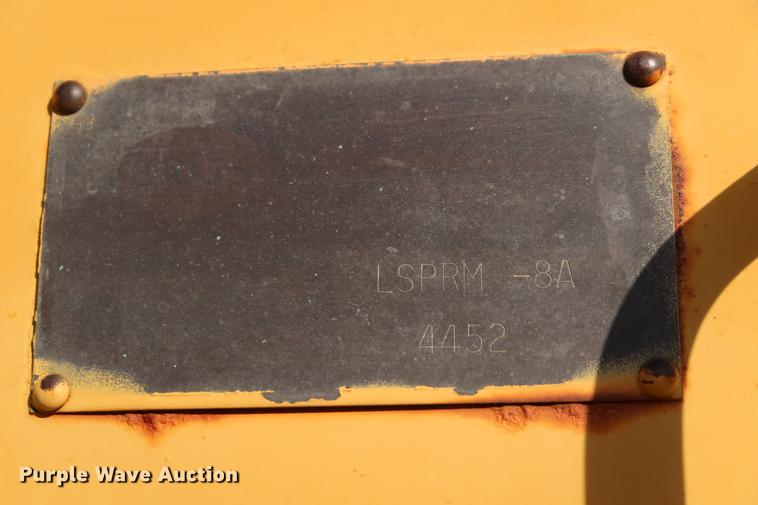 LSPRM -8A
4452
Purple Wave Auction